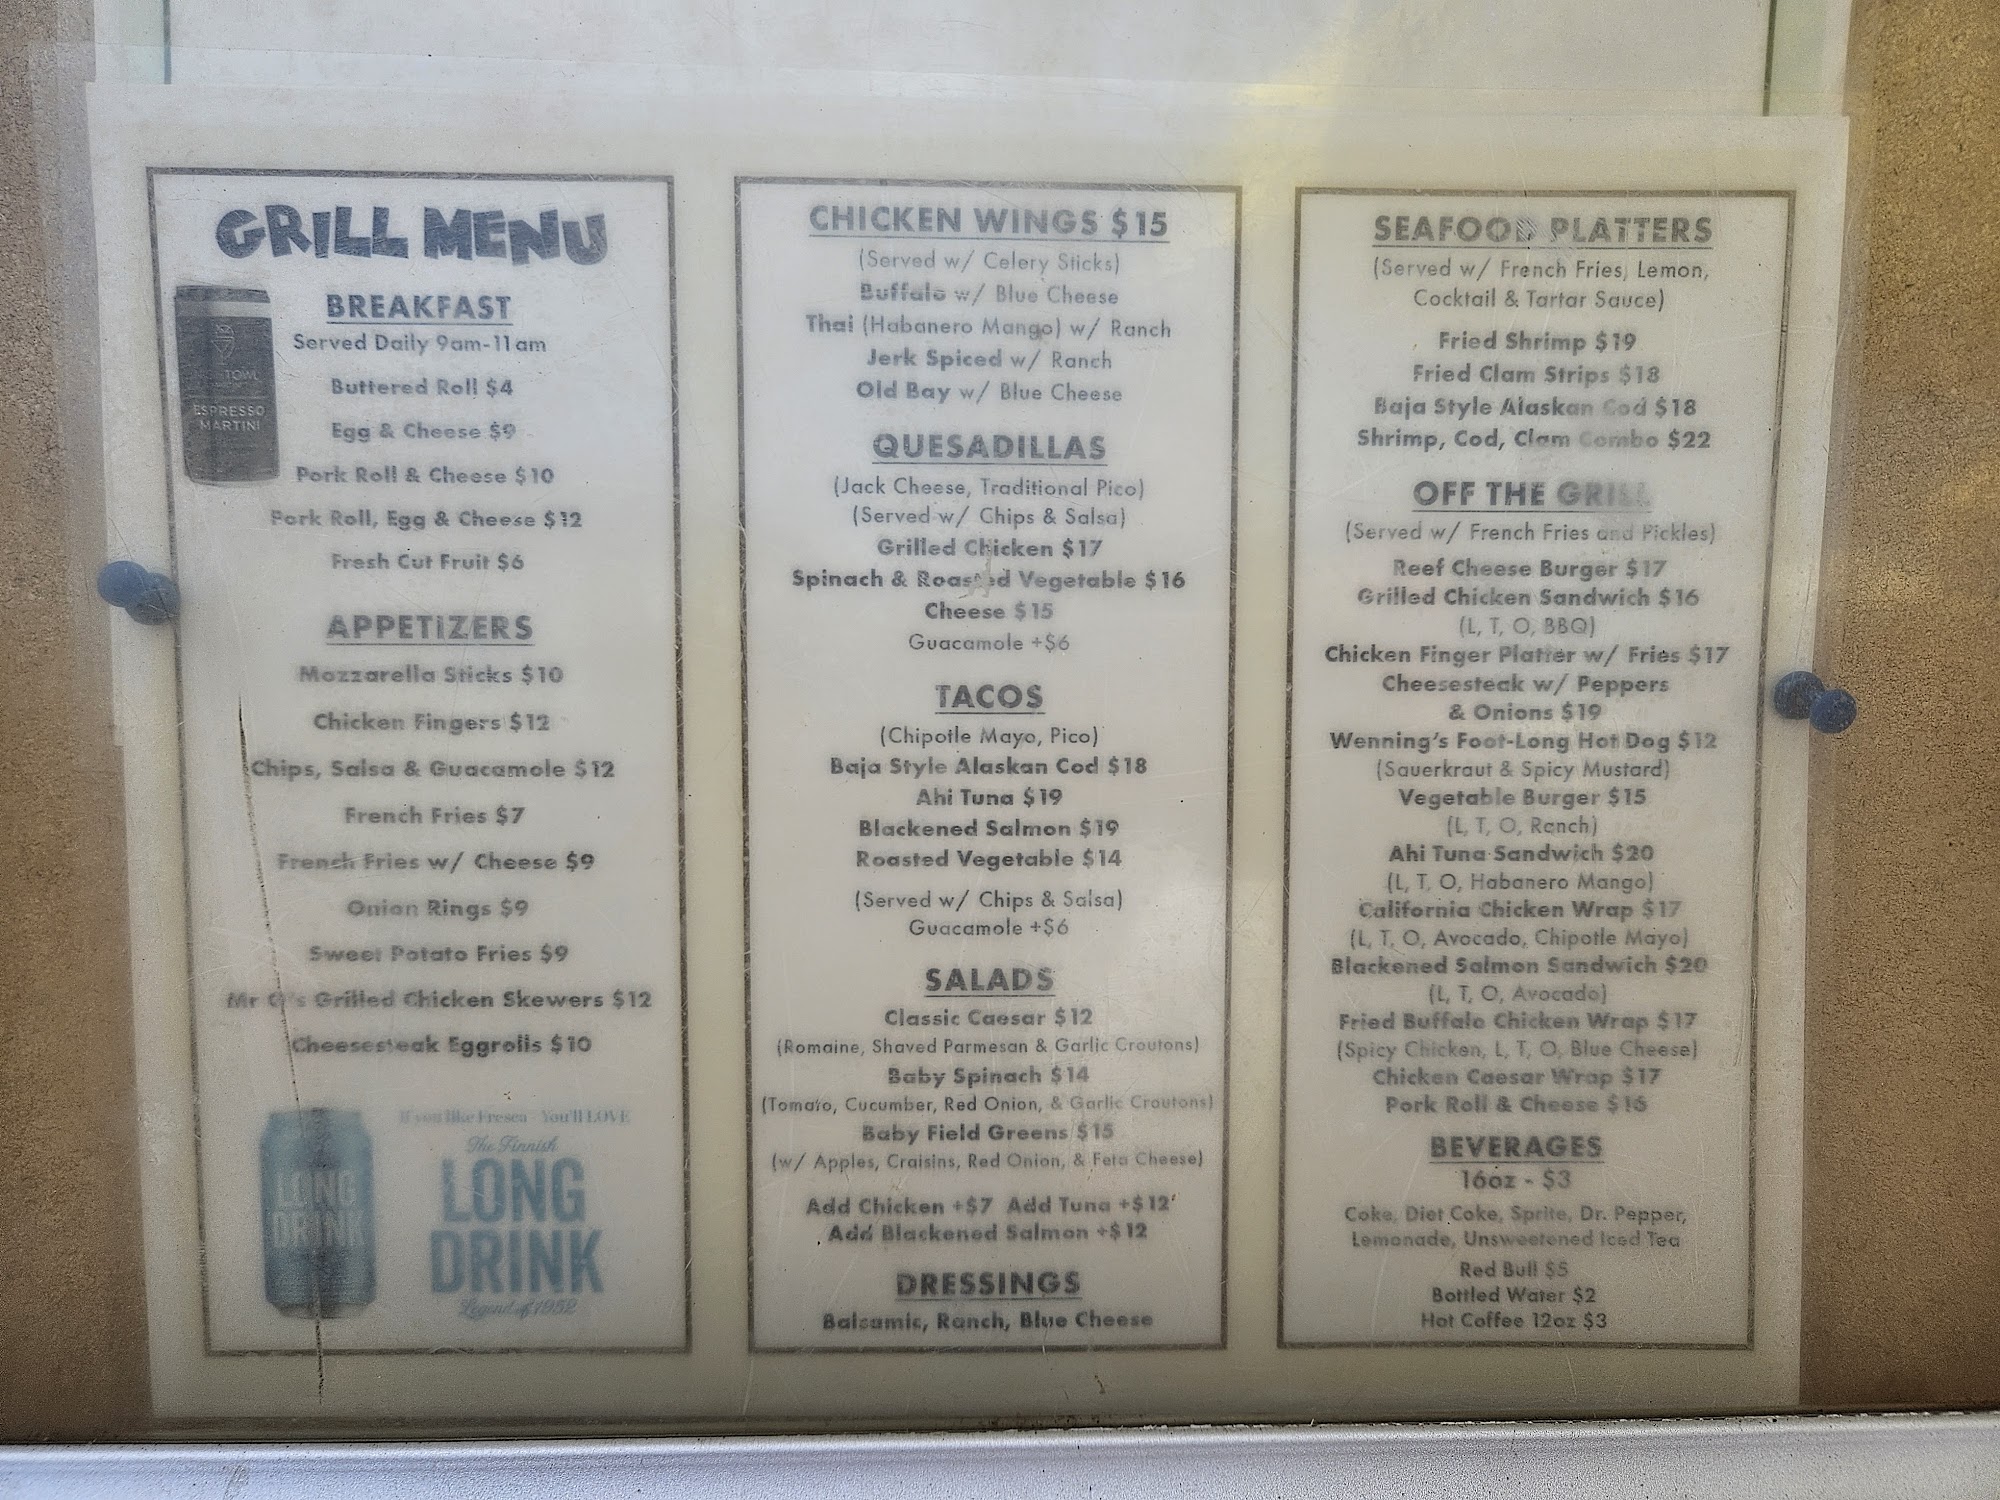 GRILL MENU
BREAKFAST
Served Daily 9am-11am
Buttered Roll $4
Egg & Cheese $9
Pork Roll & Cheese $10
Pork Roll, Egg & Cheese $12
Fresh Cut Fruit $6
TOWL
ESPRESSO
MARTINI
APPETIZERS
Mozzarella Sticks $10
Chicken Fingers $12
Chips, Salsa & Guacamole $12
French Fries $7
French Fries w/ Cheese $9
Onion Rings $9
Sweet Potato Fries $9
Mr Grilled Chicken Skewers $12
Cheesesteak Eggrolls $10
LONG
DRINK
If you like Fresca - You'll LOVE
The Finnish
LONG
DRINK
Legend of 1952
CHICKEN WINGS $15
(Served w/ Celery Sticks)
Buffalo w/ Blue Cheese
Thai (Habanero Mango) w/ Ranch
Jerk Spiced w/ Ranch
Old Bay w/ Blue Cheese
QUESADILLAS
(Jack Cheese, Traditional Pico)
(Served w/ Chips & Salsa)
Grilled Chicken $17
Spinach & Roasted Vegetable $16
Cheese $15
Guacamole +$6
TACOS
(Chipotle Mayo, Pico)
Baja Style Alaskan Cod $18
Ahi Tuna $19
Blackened Salmon $19
Roasted Vegetable $14
(Served w/ Chips & Salsa)
Guacamole +$6
SALADS
Classic Caesar $12
(Romaine, Shaved Parmesan & Garlic Croutons)
Baby Spinach $14
(Tomato, Cucumber, Red Onion, & Garlic Croutons)
Baby Field Greens $15
(w/ Apples, Craisins, Red Onion, & Feta Cheese)
Add Chicken +$7 Add Tuna +$12
Add Blackened Salmon +$12
DRESSINGS
Balsamic, Ranch, Blue Cheese
SEAFOOD PLATTERS
(Served w/ French Fries, Lemon,
Cocktail & Tartar Sauce)
Fried Shrimp $19
Fried Clam Strips $18
Baja Style Alaskan Cod $18
Shrimp, Cod, Clam Combo $22
OFF THE GRILL
(Served w/ French Fries and Pickles)
Reef Cheese Burger $17
Grilled Chicken Sandwich $16
(L, T, O, BBQ)
Chicken Finger Platter w/ Fries $17
Cheesesteak w/ Peppers
& Onions $19
Wenning's Foot-Long Hot Dog $12
(Sauerkraut & Spicy Mustard)
Vegetable Burger $15
(L, T, O, Ranch)
Ahi Tuna Sandwich $20
(L, T, O, Habanero Mango)
California Chicken Wrap $17
(L, T, O, Avocado, Chipotle Mayo)
Blackened Salmon Sandwich $20
(L, T, O, Avocado)
Fried Buffalo Chicken Wrap $17
(Spicy Chicken, L, T, O, Blue Cheese)
Chicken Caesar Wrap $17
Pork Roll & Cheese $16
BEVERAGES
16oz - $3
Coke, Diet Coke, Sprite, Dr. Pepper,
Lemonade, Unsweetened Iced Tea
Red Bull $5
Bottled Water $2
Hot Coffee 12oz $3